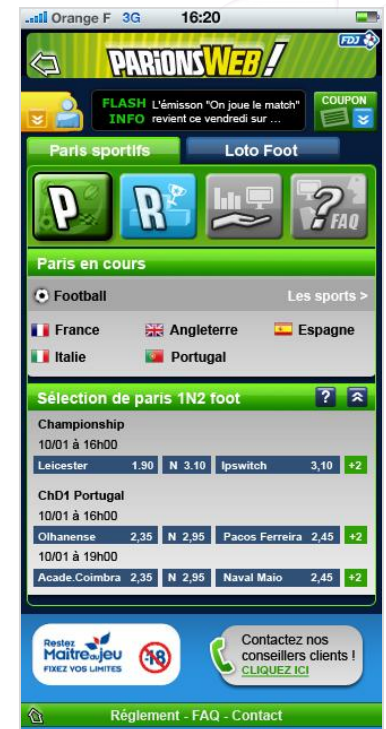 Orange F 3G 16:20
FDJ
PARIONSWEB!
FLASH L'émisson "On joue le match"
INFO revient ce vendredi sur ...
COUPON
Paris sportifs Loto Foot
P R ? FAQ
Paris en cours
Football Les sports >
France Angleterre Espagne
Italie Portugal
Sélection de paris 1N2 foot ?
Championship
10/01 à 16h00
Leicester 1.90 N 3.10 Ipswitch 3,10 +2
ChD1 Portugal
10/01 à 16h00
Olhanense 2,35 N 2,95 Pacos Ferreira 2,45 +2
10/01 à 19h00
Acade.Coimbra 2,35 N 2,95 Naval Maio 2,45 +2
Restez
Maître du jeu
FIXEZ VOS LIMITES
-18
Contactez nos
conseillers clients !
CLIQUEZ ICI
Réglement - FAQ - Contact